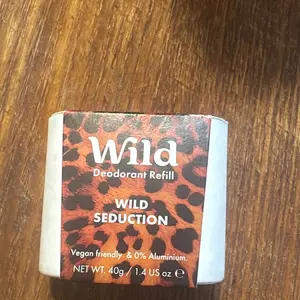 Wild
Deodorant Refill
WILD
SEDUCTION
Vegan friendly & 0% Aluminium.
NET WT. 40g / 1.4 US oz ℮